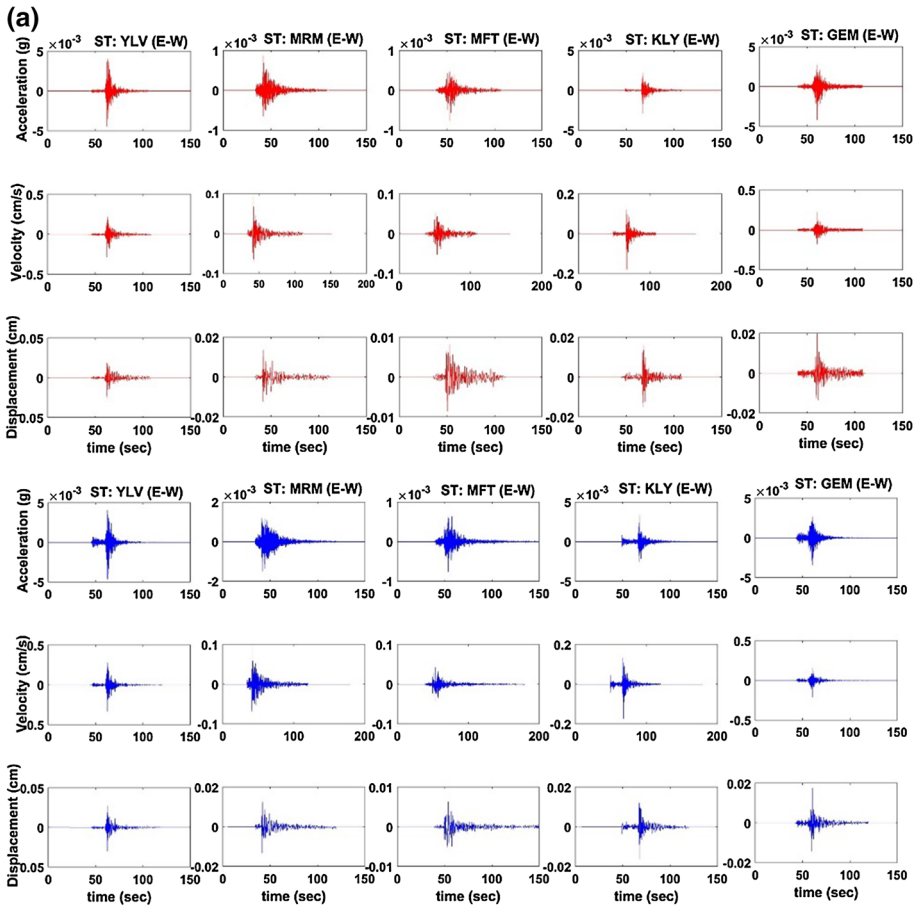 (a)
×10⁻³ ST: YLV (E-W) ×10⁻³ ST: MRM (E-W) ×10⁻³ ST: MFT (E-W) ×10⁻³ ST: KLY (E-W) ×10⁻³ ST: GEM (E-W)
Acceleration (g)
5 1 1 5 5
0 0 0 0 0
-5 -1 -1 -5 -5
0 50 100 150 0 50 100 150 0 50 100 150 0 50 100 150 0 50 100 150
Velocity (cm/s)
0.5 0.1 0.1 0.2 0.5
0 0 0 0 0
-0.5 -0.1 -0.1 -0.2 -0.5
0 50 100 150 0 50 100 150 200 0 100 200 0 100 200 0 50 100 150
Displacement (cm)
0.05 0.02 0.01 0.02 0.02
0 0 0 0 0
0.05 -0.02 -0.01 -0.02 -0.02
0 50 100 150 0 50 100 150 0 50 100 150 0 50 100 150 0 50 100 150
time (sec) time (sec) time (sec) time (sec) time (sec)
×10⁻³ ST: YLV (E-W) ×10⁻³ ST: MRM (E-W) ×10⁻³ ST: MFT (E-W) ×10⁻³ ST: KLY (E-W) ×10⁻³ ST: GEM (E-W)
Acceleration (g)
5 2 1 5 5
0 0 0 0 0
-5 -2 -1 -5 -5
0 50 100 150 0 50 100 150 0 50 100 150 0 50 100 150 0 50 100 150
Velocity (cm/s)
0.5 0.1 0.1 0.2 0.5
0 0 0 0 0
0.5 -0.1 -0.1 -0.2 -0.5
0 50 100 150 0 100 200 0 100 200 0 100 200 0 50 100 150
Displacement (cm)
0.05 0.02 0.01 0.02 0.02
0 0 0 0 0
0.05 -0.02 -0.01 -0.02 -0.02
0 50 100 150 0 50 100 150 0 50 100 150 0 50 100 150 0 50 100 150
time (sec) time (sec) time (sec) time (sec) time (sec)